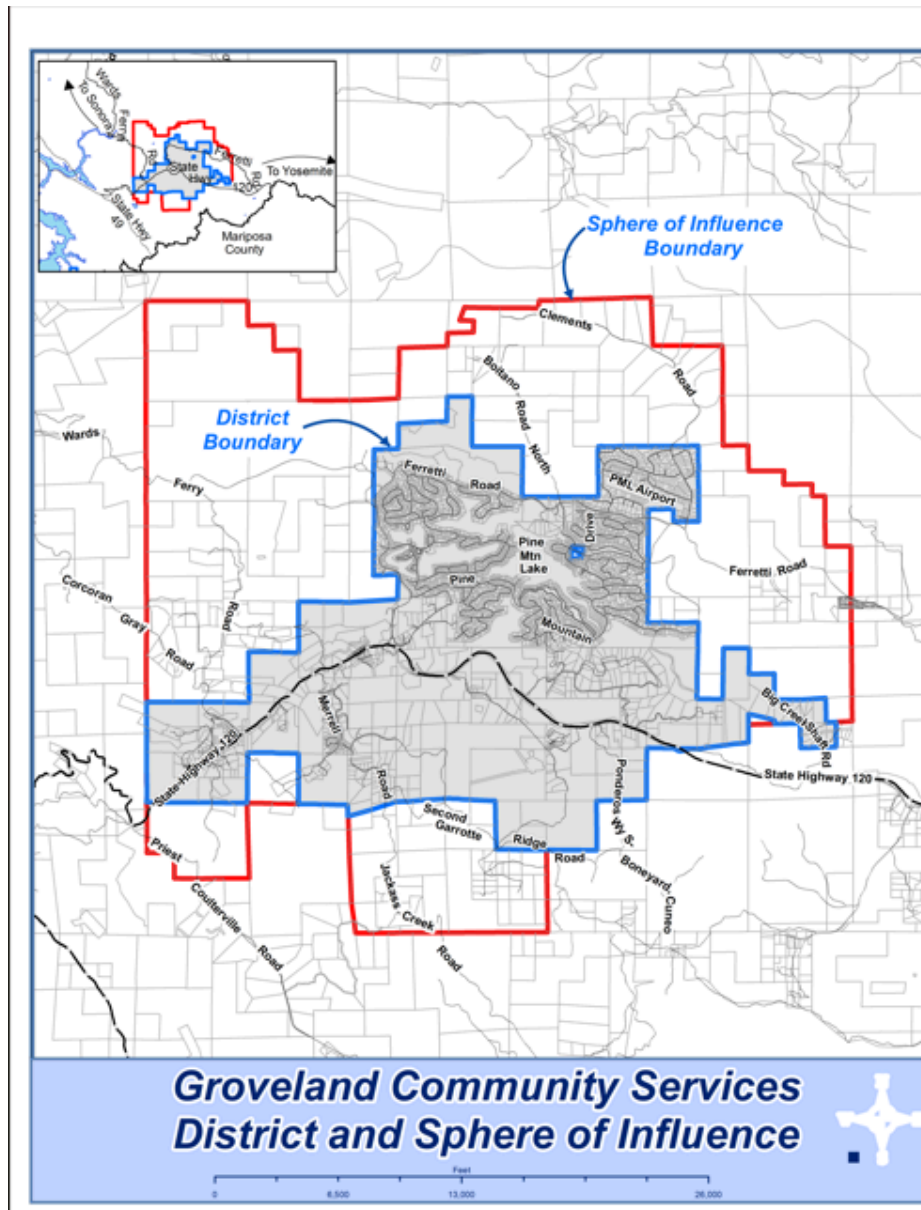 Wards
Ferry
Rd
To Sonora
Ferretti
Rd
State
Hwy
120
To Yosemite
State Hwy
49
Mariposa
County
Sphere of Influence
Boundary
Clements
Road
Boitano
Road
North
District
Boundary
Wards
Ferry
Road
Ferretti
Road
PML Airport
Drive
Pine
Mtn
Lake
Pine
Mountain
Ferretti Road
Corcoran
Gray
Road
Merrell
Road
Big Creek Shaft Rd
State Highway 120
State Highway 120
Second
Garrotte
Ridge
Road
Ponderos Wy S.
Boneyard
Cuneo
Priest
Coulterville
Road
Jackass
Creek
Road
Groveland Community Services
District and Sphere of Influence
Feet
0
6,500
13,000
26,000